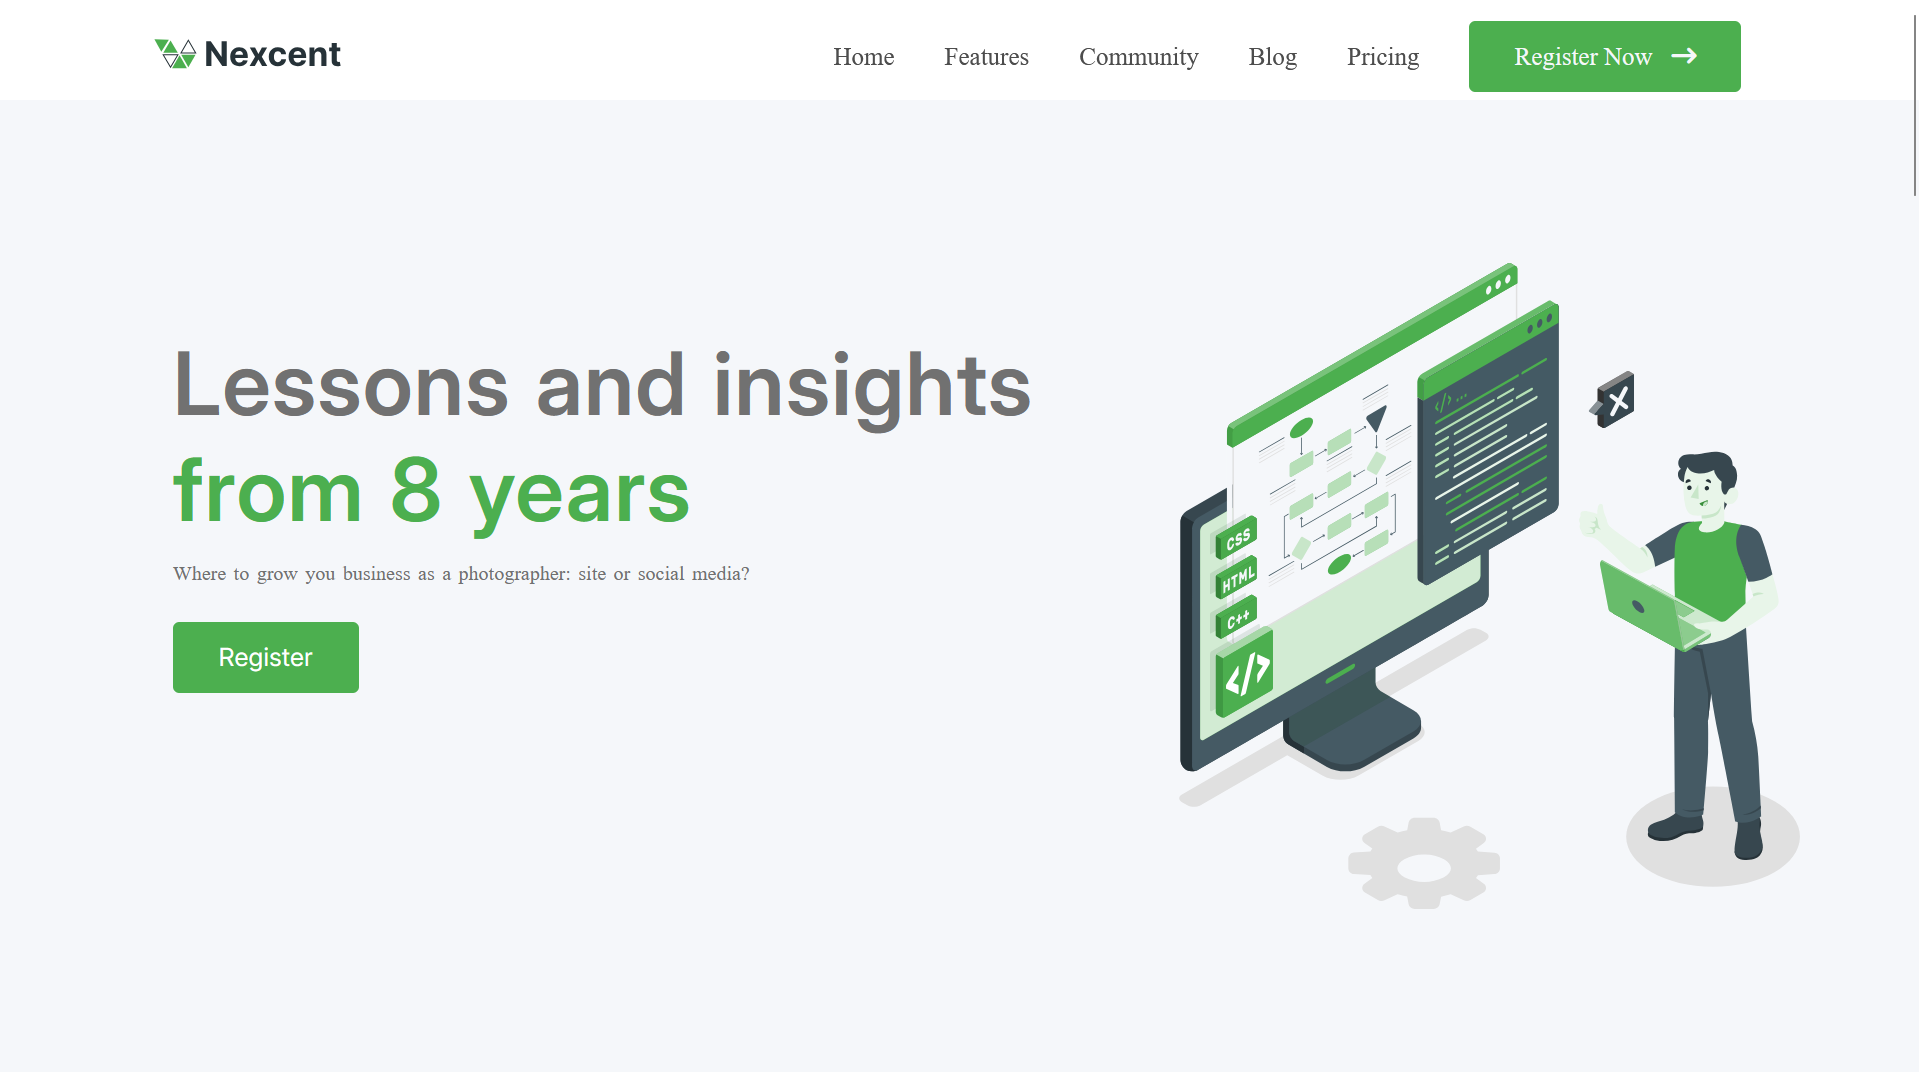 Nexcent
Home Features Community Blog Pricing Register Now
Lessons and insights
from 8 years
Where to grow you business as a photographer: site or social media?
Register
</> ...
CSS
HTML
C++
</>